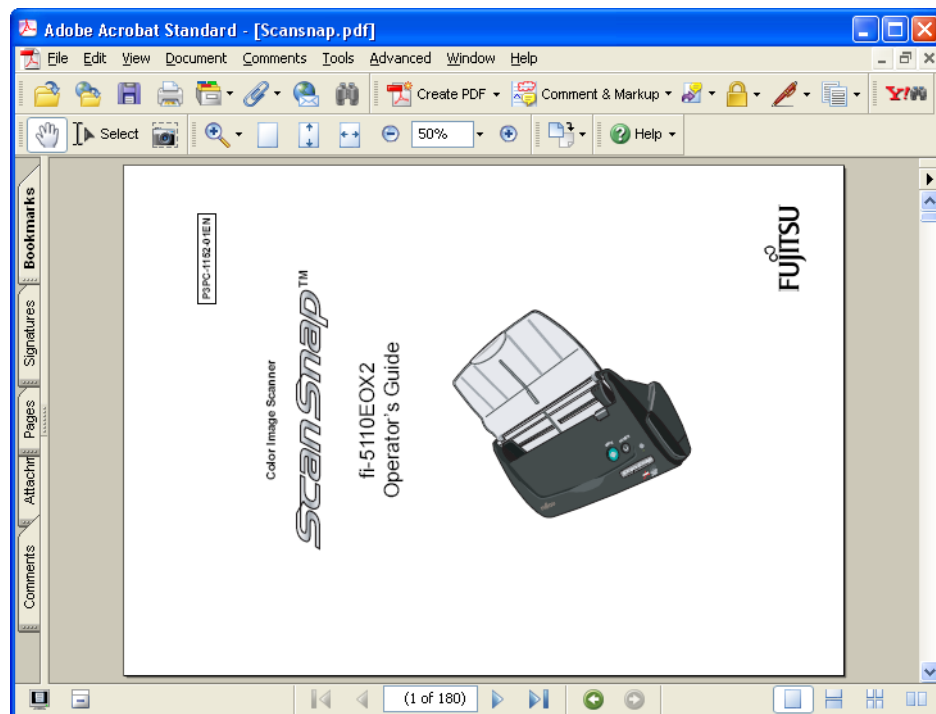 Adobe Acrobat Standard - [Scansnap.pdf]
File Edit View Document Comments Tools Advanced Window Help
Create PDF Comment & Markup Y!
Select 50% Help
Bookmarks
Signatures
Pages
Attachm
Comments
P3PC-1152-01EN
Color Image Scanner
ScanSnap™
fi-5110EOX2
Operator's Guide
FUJITSU
(1 of 180)